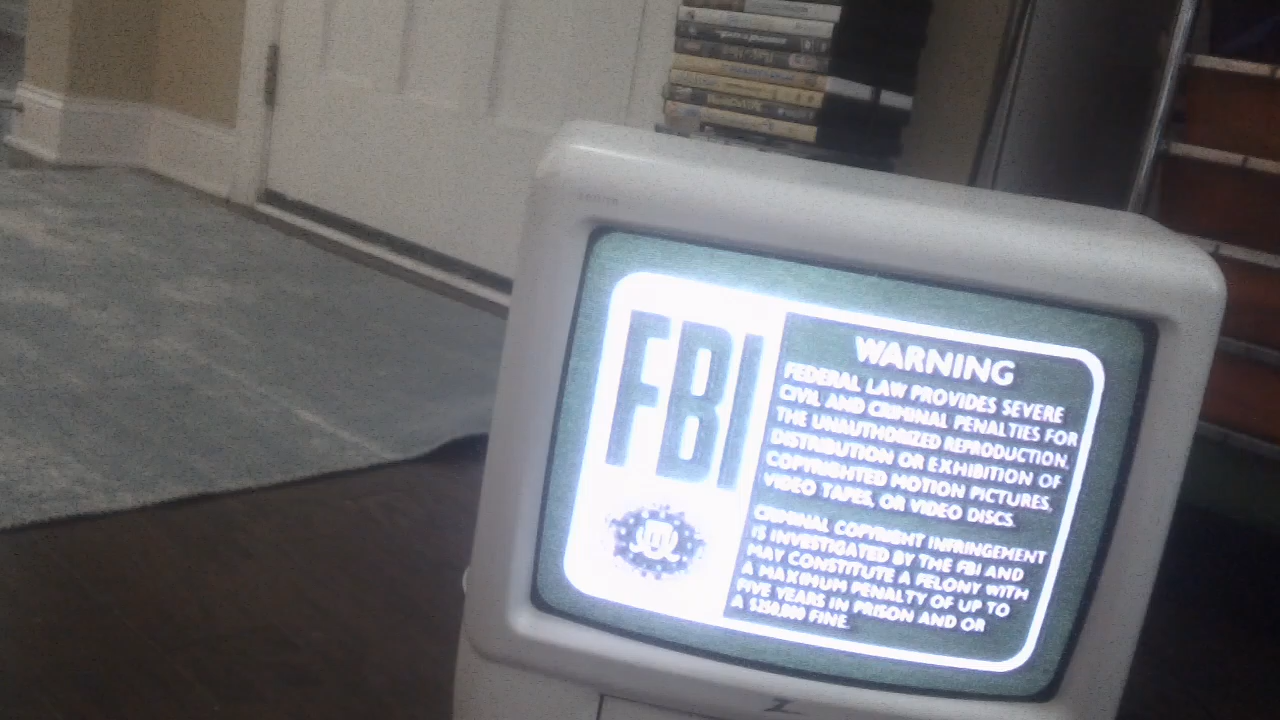 FBI
WARNING
FEDERAL LAW PROVIDES SEVERE
CIVIL AND CRIMINAL PENALTIES FOR
THE UNAUTHORIZED REPRODUCTION,
DISTRIBUTION OR EXHIBITION OF
COPYRIGHTED MOTION PICTURES,
VIDEO TAPES, OR VIDEO DISCS.
CRIMINAL COPYRIGHT INFRINGEMENT
IS INVESTIGATED BY THE FBI AND
MAY CONSTITUTE A FELONY WITH
A MAXIMUM PENALTY OF UP TO
FIVE YEARS IN PRISON AND OR
A $250,000 FINE.